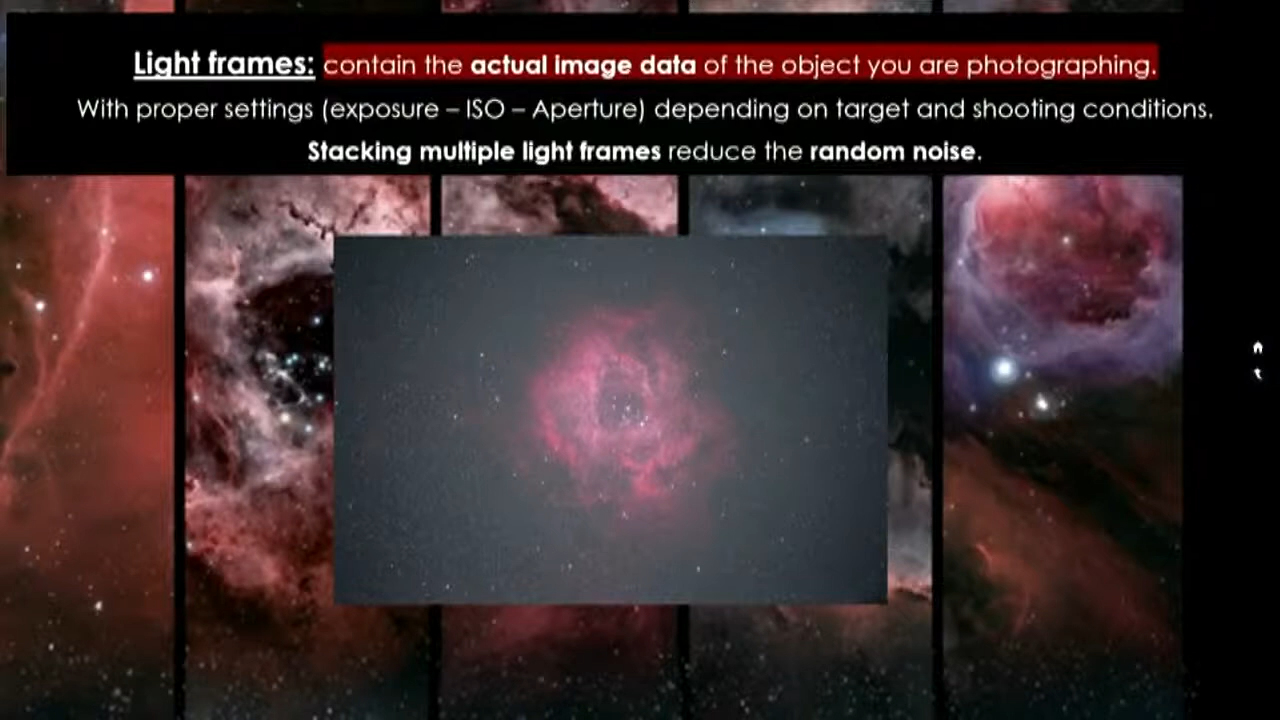 Light frames: contain the actual image data of the object you are photographing.
With proper settings (exposure – ISO – Aperture) depending on target and shooting conditions.
Stacking multiple light frames reduce the random noise.